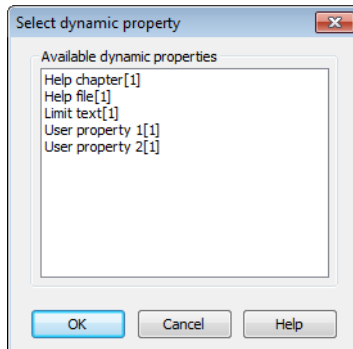 Select dynamic property
Available dynamic properties
Help chapter[1]
Help file[1]
Limit text[1]
User property 1[1]
User property 2[1]
OK Cancel Help